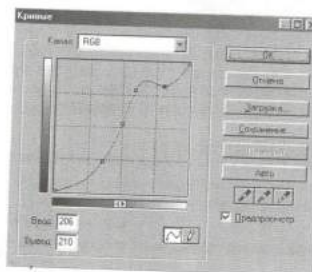 Кривые
Канал: RGB
OK
Отмена
Загрузка...
Сохранение...
Авто
Ввод: 206
Вывод: 210
Предпросмотр